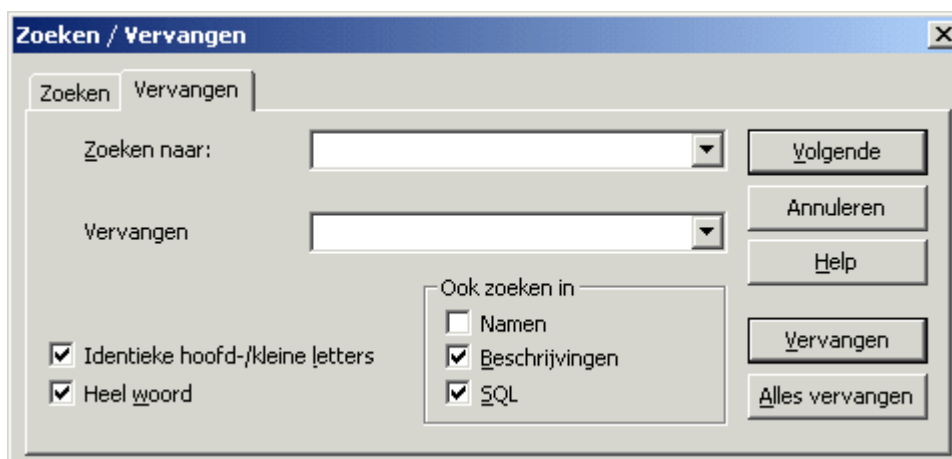 Zoeken / Vervangen
Zoeken
Vervangen
Zoeken naar:
Volgende
Annuleren
Vervangen
Help
Ook zoeken in
Namen
Identieke hoofd-/kleine letters
Beschrijvingen
Vervangen
Heel woord
SQL
Alles vervangen